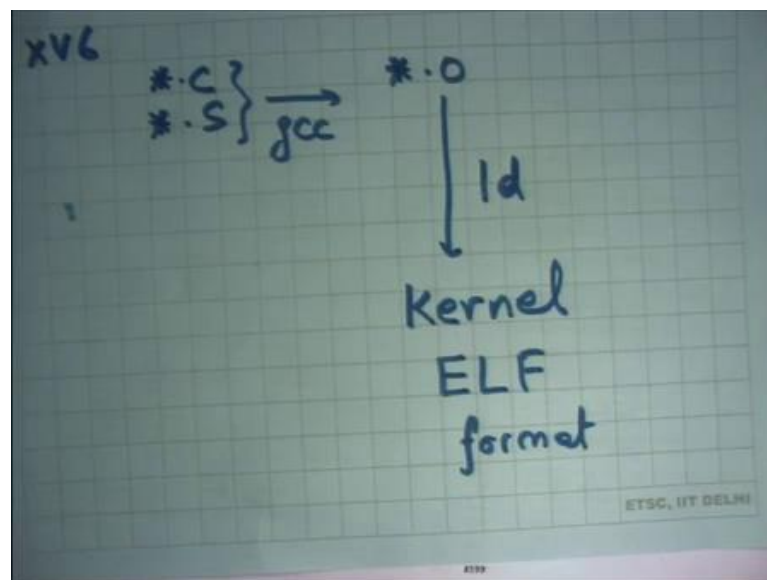 xv6
*.c
*.S
gcc
*.o
ld
Kernel
ELF
format
ETSC, IIT DELHI